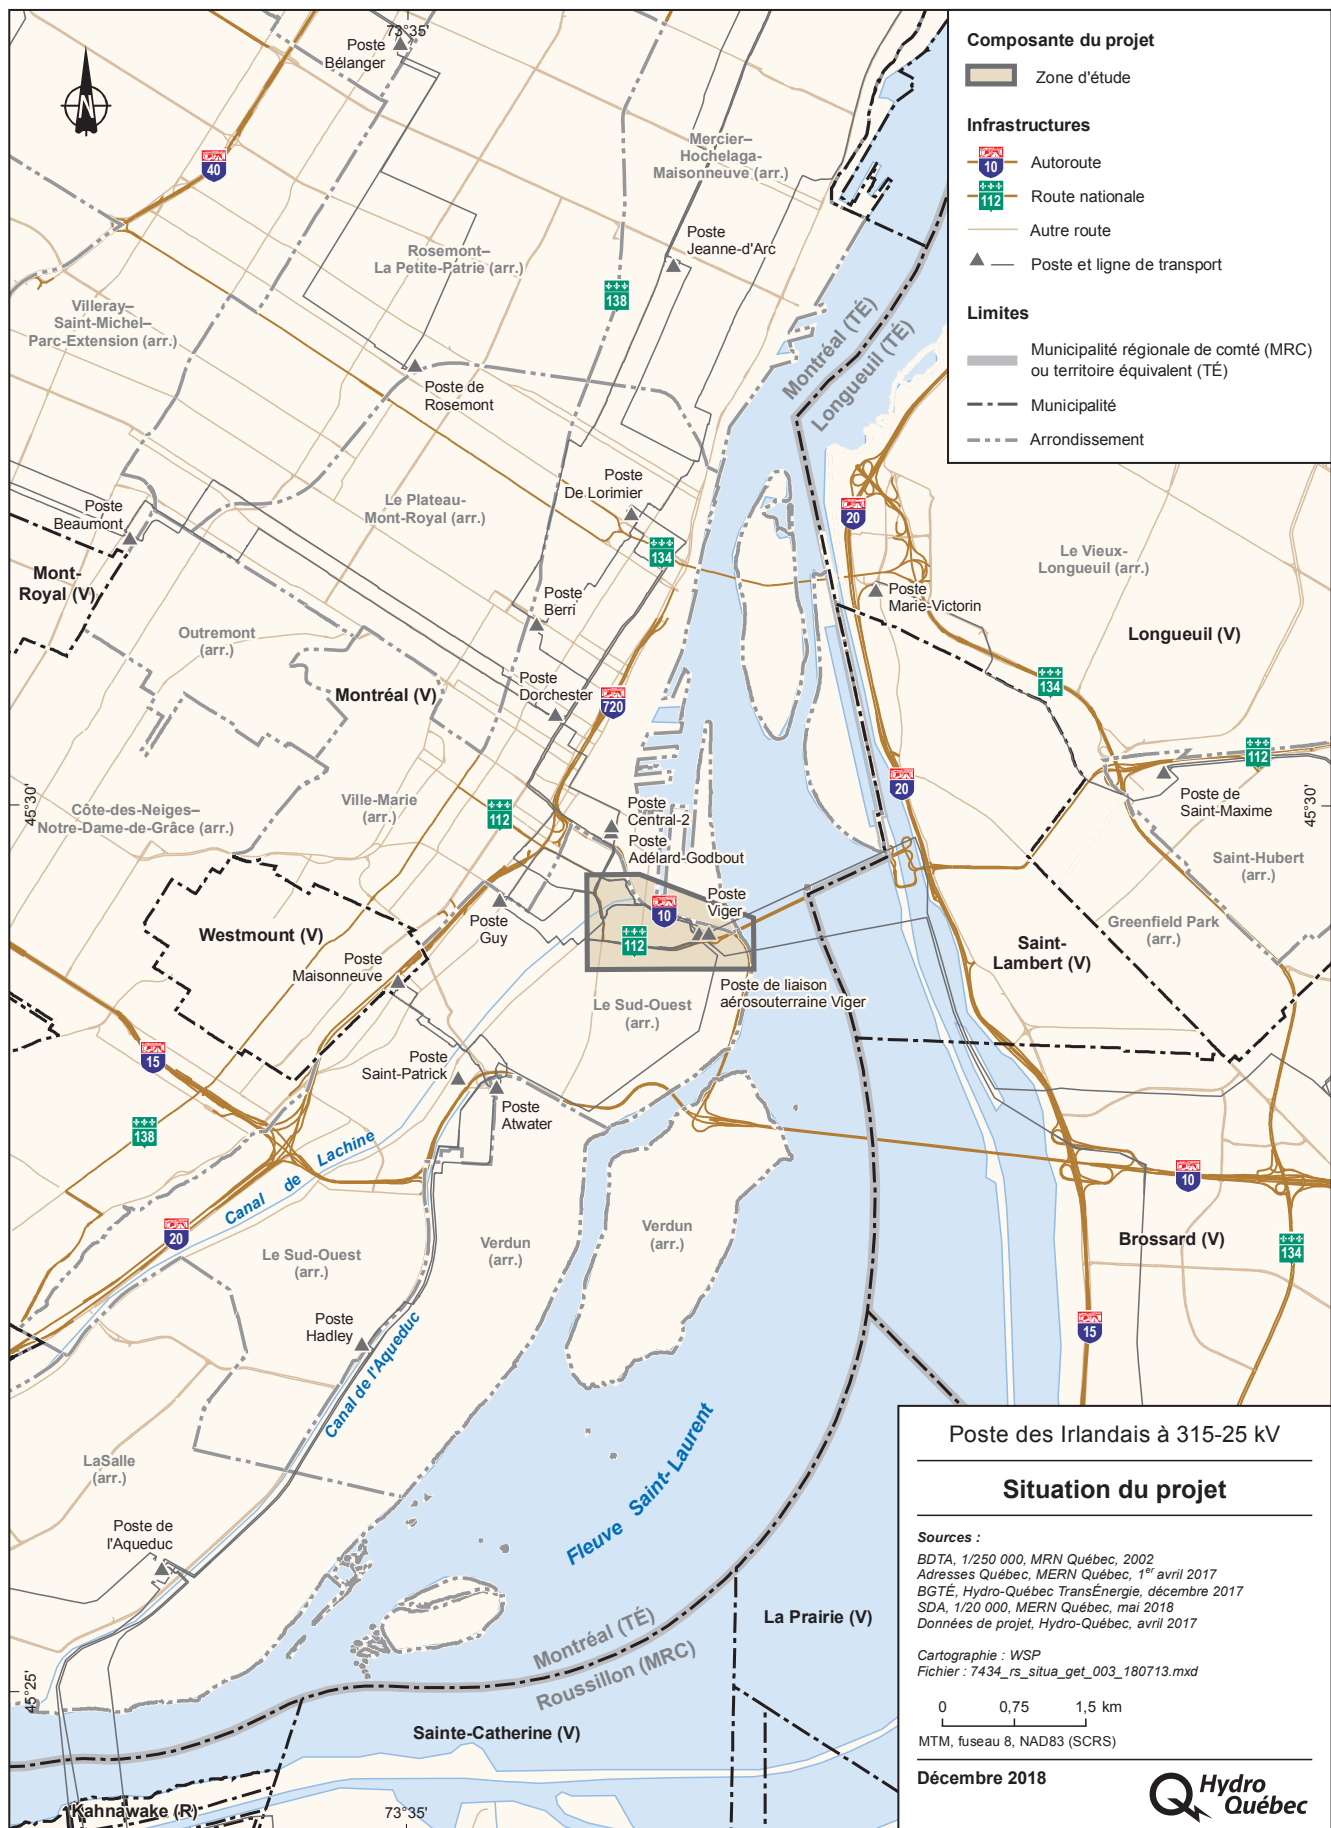 73°35'
Poste
Bélanger
N
40
Mercier–
Hochelaga-
Maisonneuve (arr.)
Poste
Jeanne-d'Arc
Rosemont–
La Petite-Patrie (arr.)
138
Villeray–
Saint-Michel–
Parc-Extension (arr.)
Poste de
Rosemont
Montréal (TÉ)
Longueuil (TÉ)
Composante du projet
Zone d'étude
Infrastructures
10
Autoroute
112
Route nationale
Autre route
Poste et ligne de transport
Limites
Municipalité régionale de comté (MRC)
ou territoire équivalent (TÉ)
Municipalité
Arrondissement
Poste
Beaumont
Le Plateau-
Mont-Royal (arr.)
Poste
De Lorimier
134
20
Le Vieux-
Longueuil (arr.)
Mont-
Royal (V)
Poste
Berri
Poste
Marie-Victorin
Outremont
(arr.)
Longueuil (V)
Montréal (V)
Poste
Dorchester
720
134
112
20
Poste de
Saint-Maxime
45°30'
45°30'
Côte-des-Neiges–
Notre-Dame-de-Grâce (arr.)
Ville-Marie
(arr.)
112
Poste
Central-2
Poste
Adélard-Godbout
Saint-Hubert
(arr.)
Greenfield Park
(arr.)
Westmount (V)
Poste
Guy
10
112
Poste
Viger
Saint-
Lambert (V)
Poste
Maisonneuve
Poste de liaison
aérosouterraine Viger
Le Sud-Ouest
(arr.)
15
Poste
Saint-Patrick
Poste
Atwater
138
Canal de Lachine
10
20
Le Sud-Ouest
(arr.)
Verdun
(arr.)
Verdun
(arr.)
Brossard (V)
134
15
Poste
Hadley
Canal de l'Aqueduc
Fleuve Saint-Laurent
LaSalle
(arr.)
Poste de
l'Aqueduc
La Prairie (V)
Montréal (TÉ)
Roussillon (MRC)
45°25'
Sainte-Catherine (V)
Kahnawake (R)
73°35'
Poste des Irlandais à 315-25 kV
Situation du projet
Sources :
BDTA, 1/250 000, MRN Québec, 2002
Adresses Québec, MERN Québec, 1er avril 2017
BGTÉ, Hydro-Québec TransÉnergie, décembre 2017
SDA, 1/20 000, MERN Québec, mai 2018
Données de projet, Hydro-Québec, avril 2017
Cartographie : WSP
Fichier : 7434_rs_situa_get_003_180713.mxd
0 0,75 1,5 km
MTM, fuseau 8, NAD83 (SCRS)
Décembre 2018
Hydro
Québec